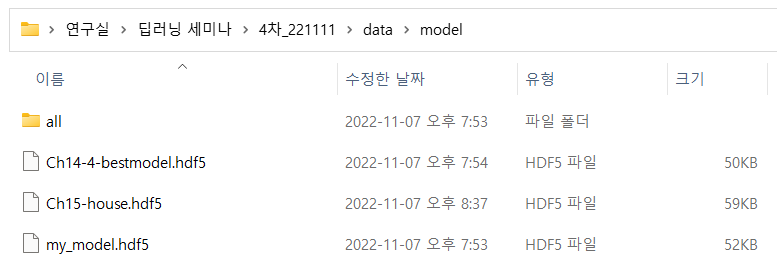 연구실 > 딥러닝 세미나 > 4차_221111 > data > model
이름 수정한 날짜 유형 크기
all 2022-11-07 오후 7:53 파일 폴더
Ch14-4-bestmodel.hdf5 2022-11-07 오후 7:54 HDF5 파일 50KB
Ch15-house.hdf5 2022-11-07 오후 8:37 HDF5 파일 59KB
my_model.hdf5 2022-11-07 오후 7:53 HDF5 파일 52KB